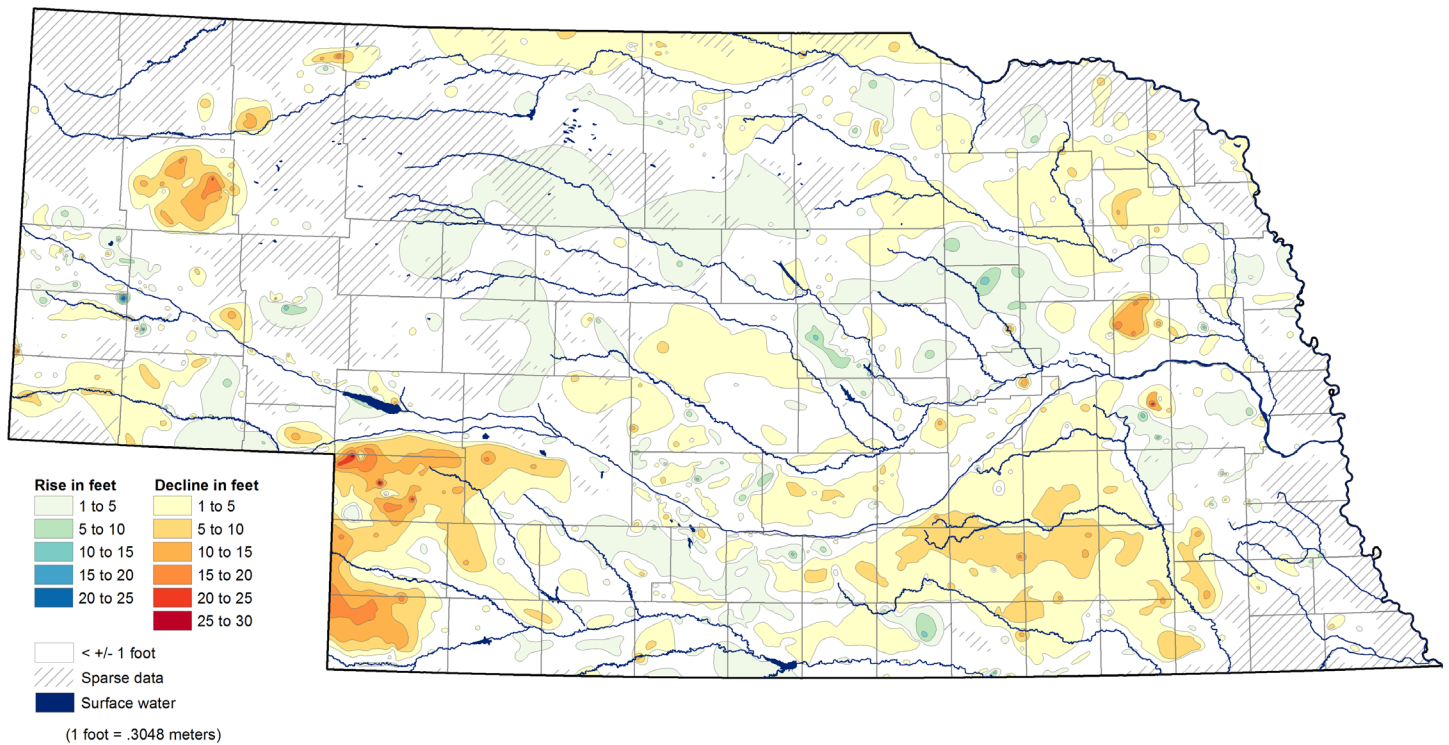 Rise in feet
1 to 5
5 to 10
10 to 15
15 to 20
20 to 25
Decline in feet
1 to 5
5 to 10
10 to 15
15 to 20
20 to 25
25 to 30
< +/- 1 foot
Sparse data
Surface water
(1 foot = .3048 meters)